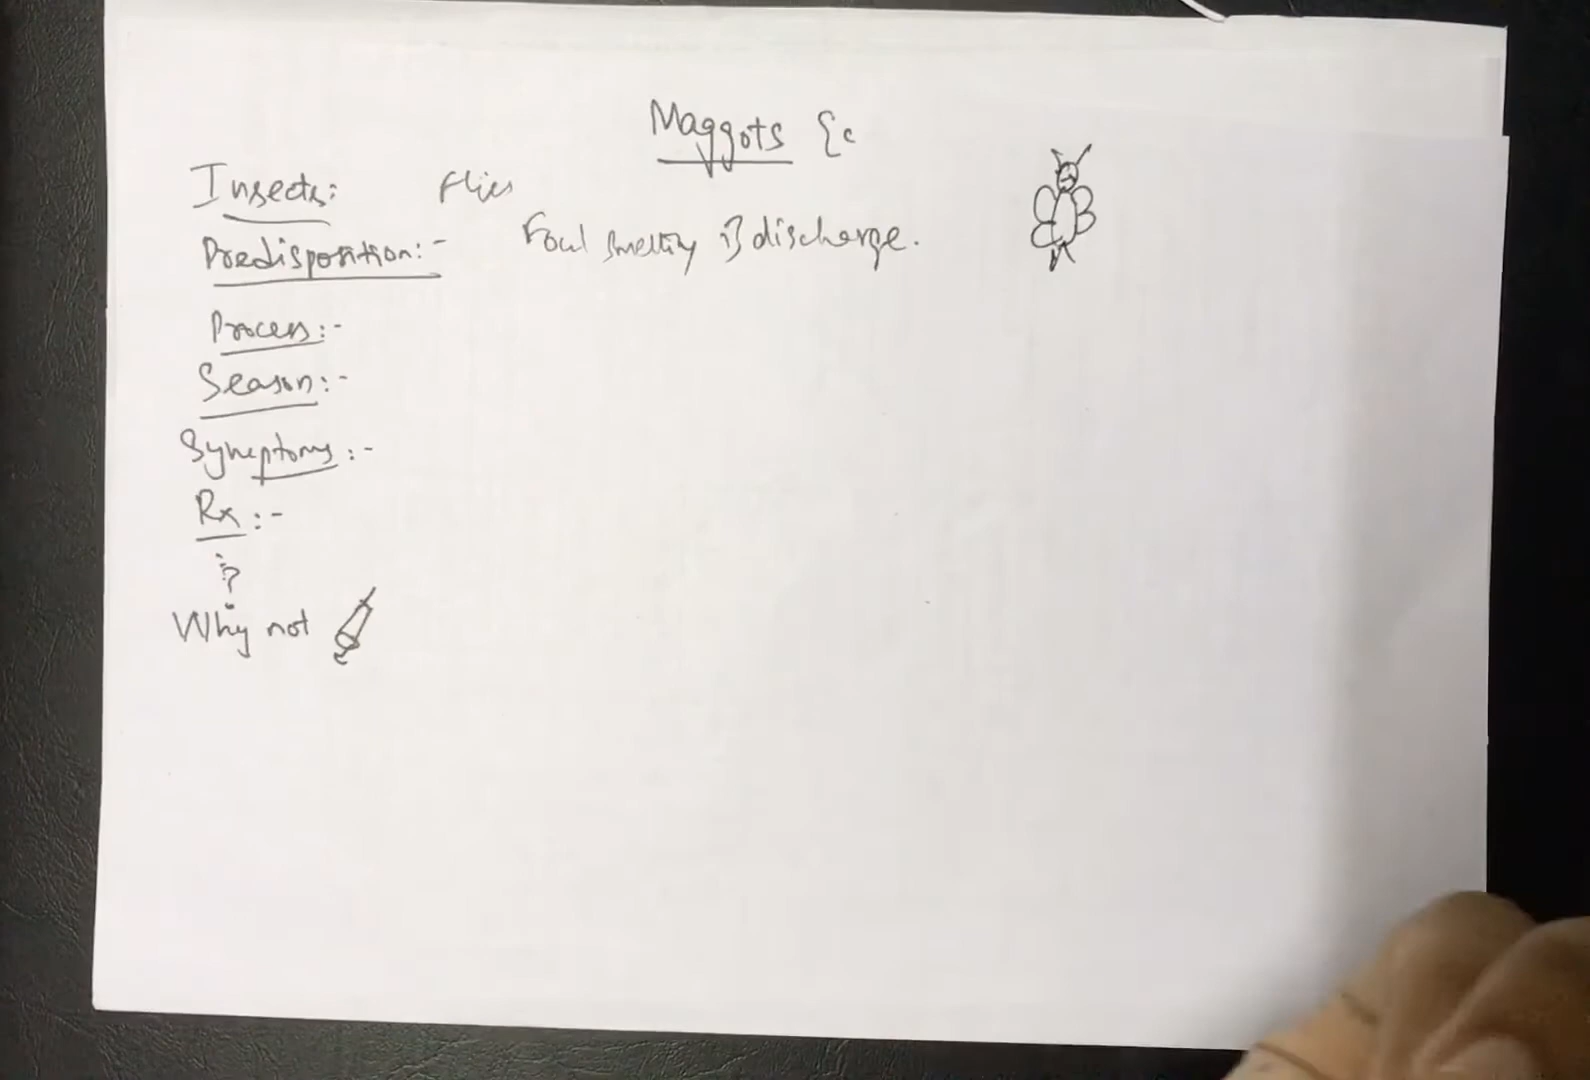 Maggots {c
Insects: flies
Predisposition:- Foul smelling discharge.
Process:-
Season:-
Symptoms:-
Rx:-
?
Why not